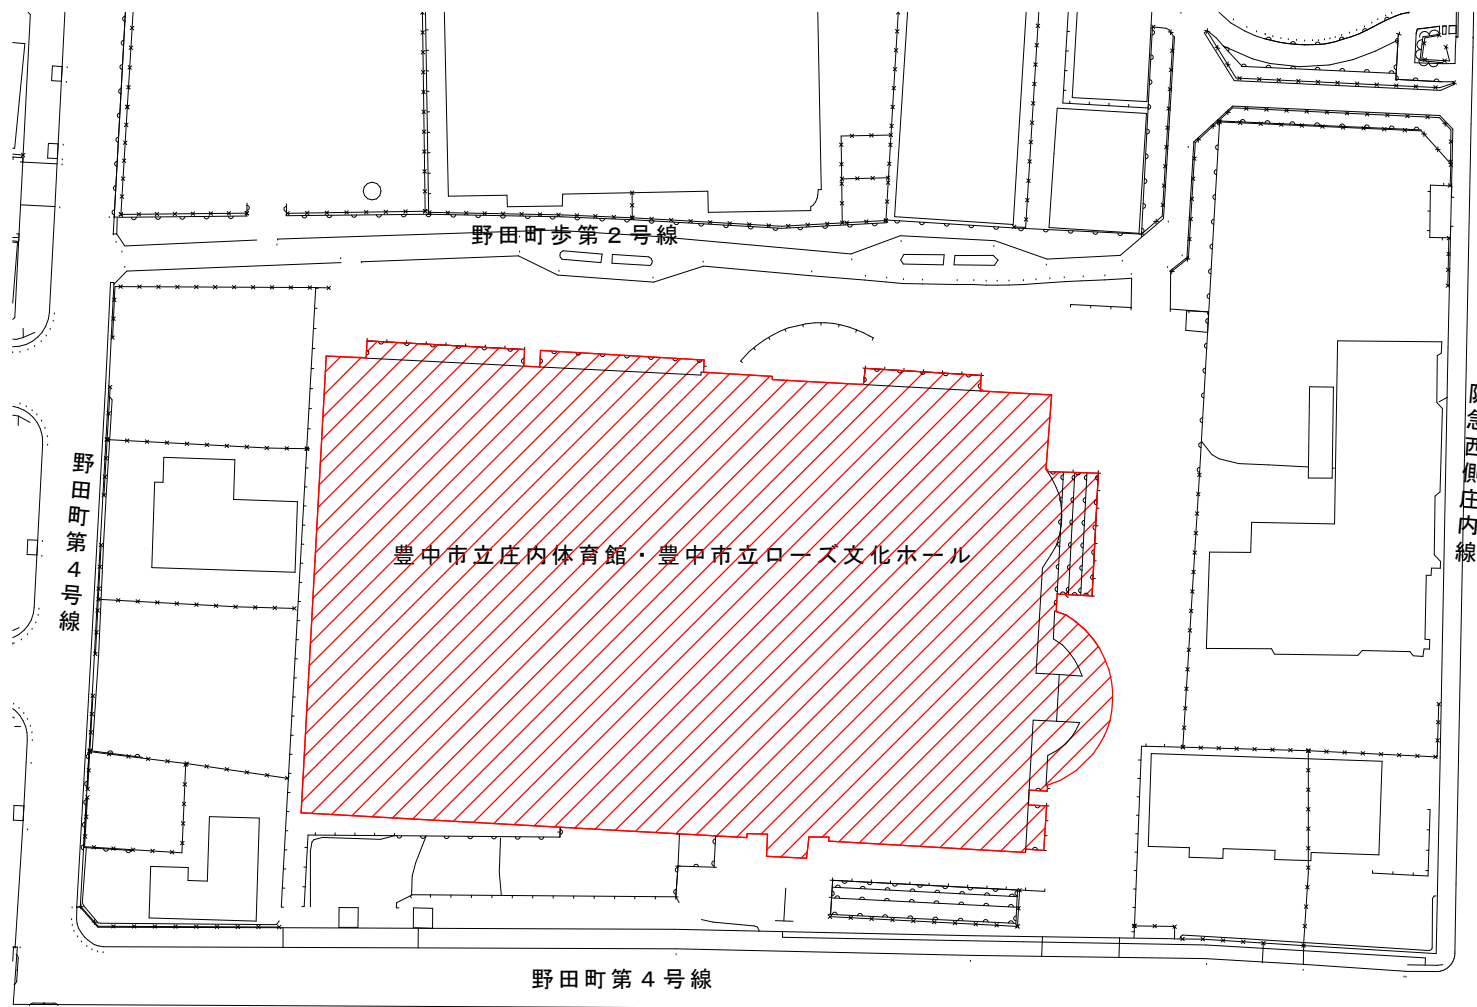 野田町歩第２号線
野田町第４号線
豊中市立庄内体育館・豊中市立ローズ文化ホール
阪急西側庄内線
野田町第４号線